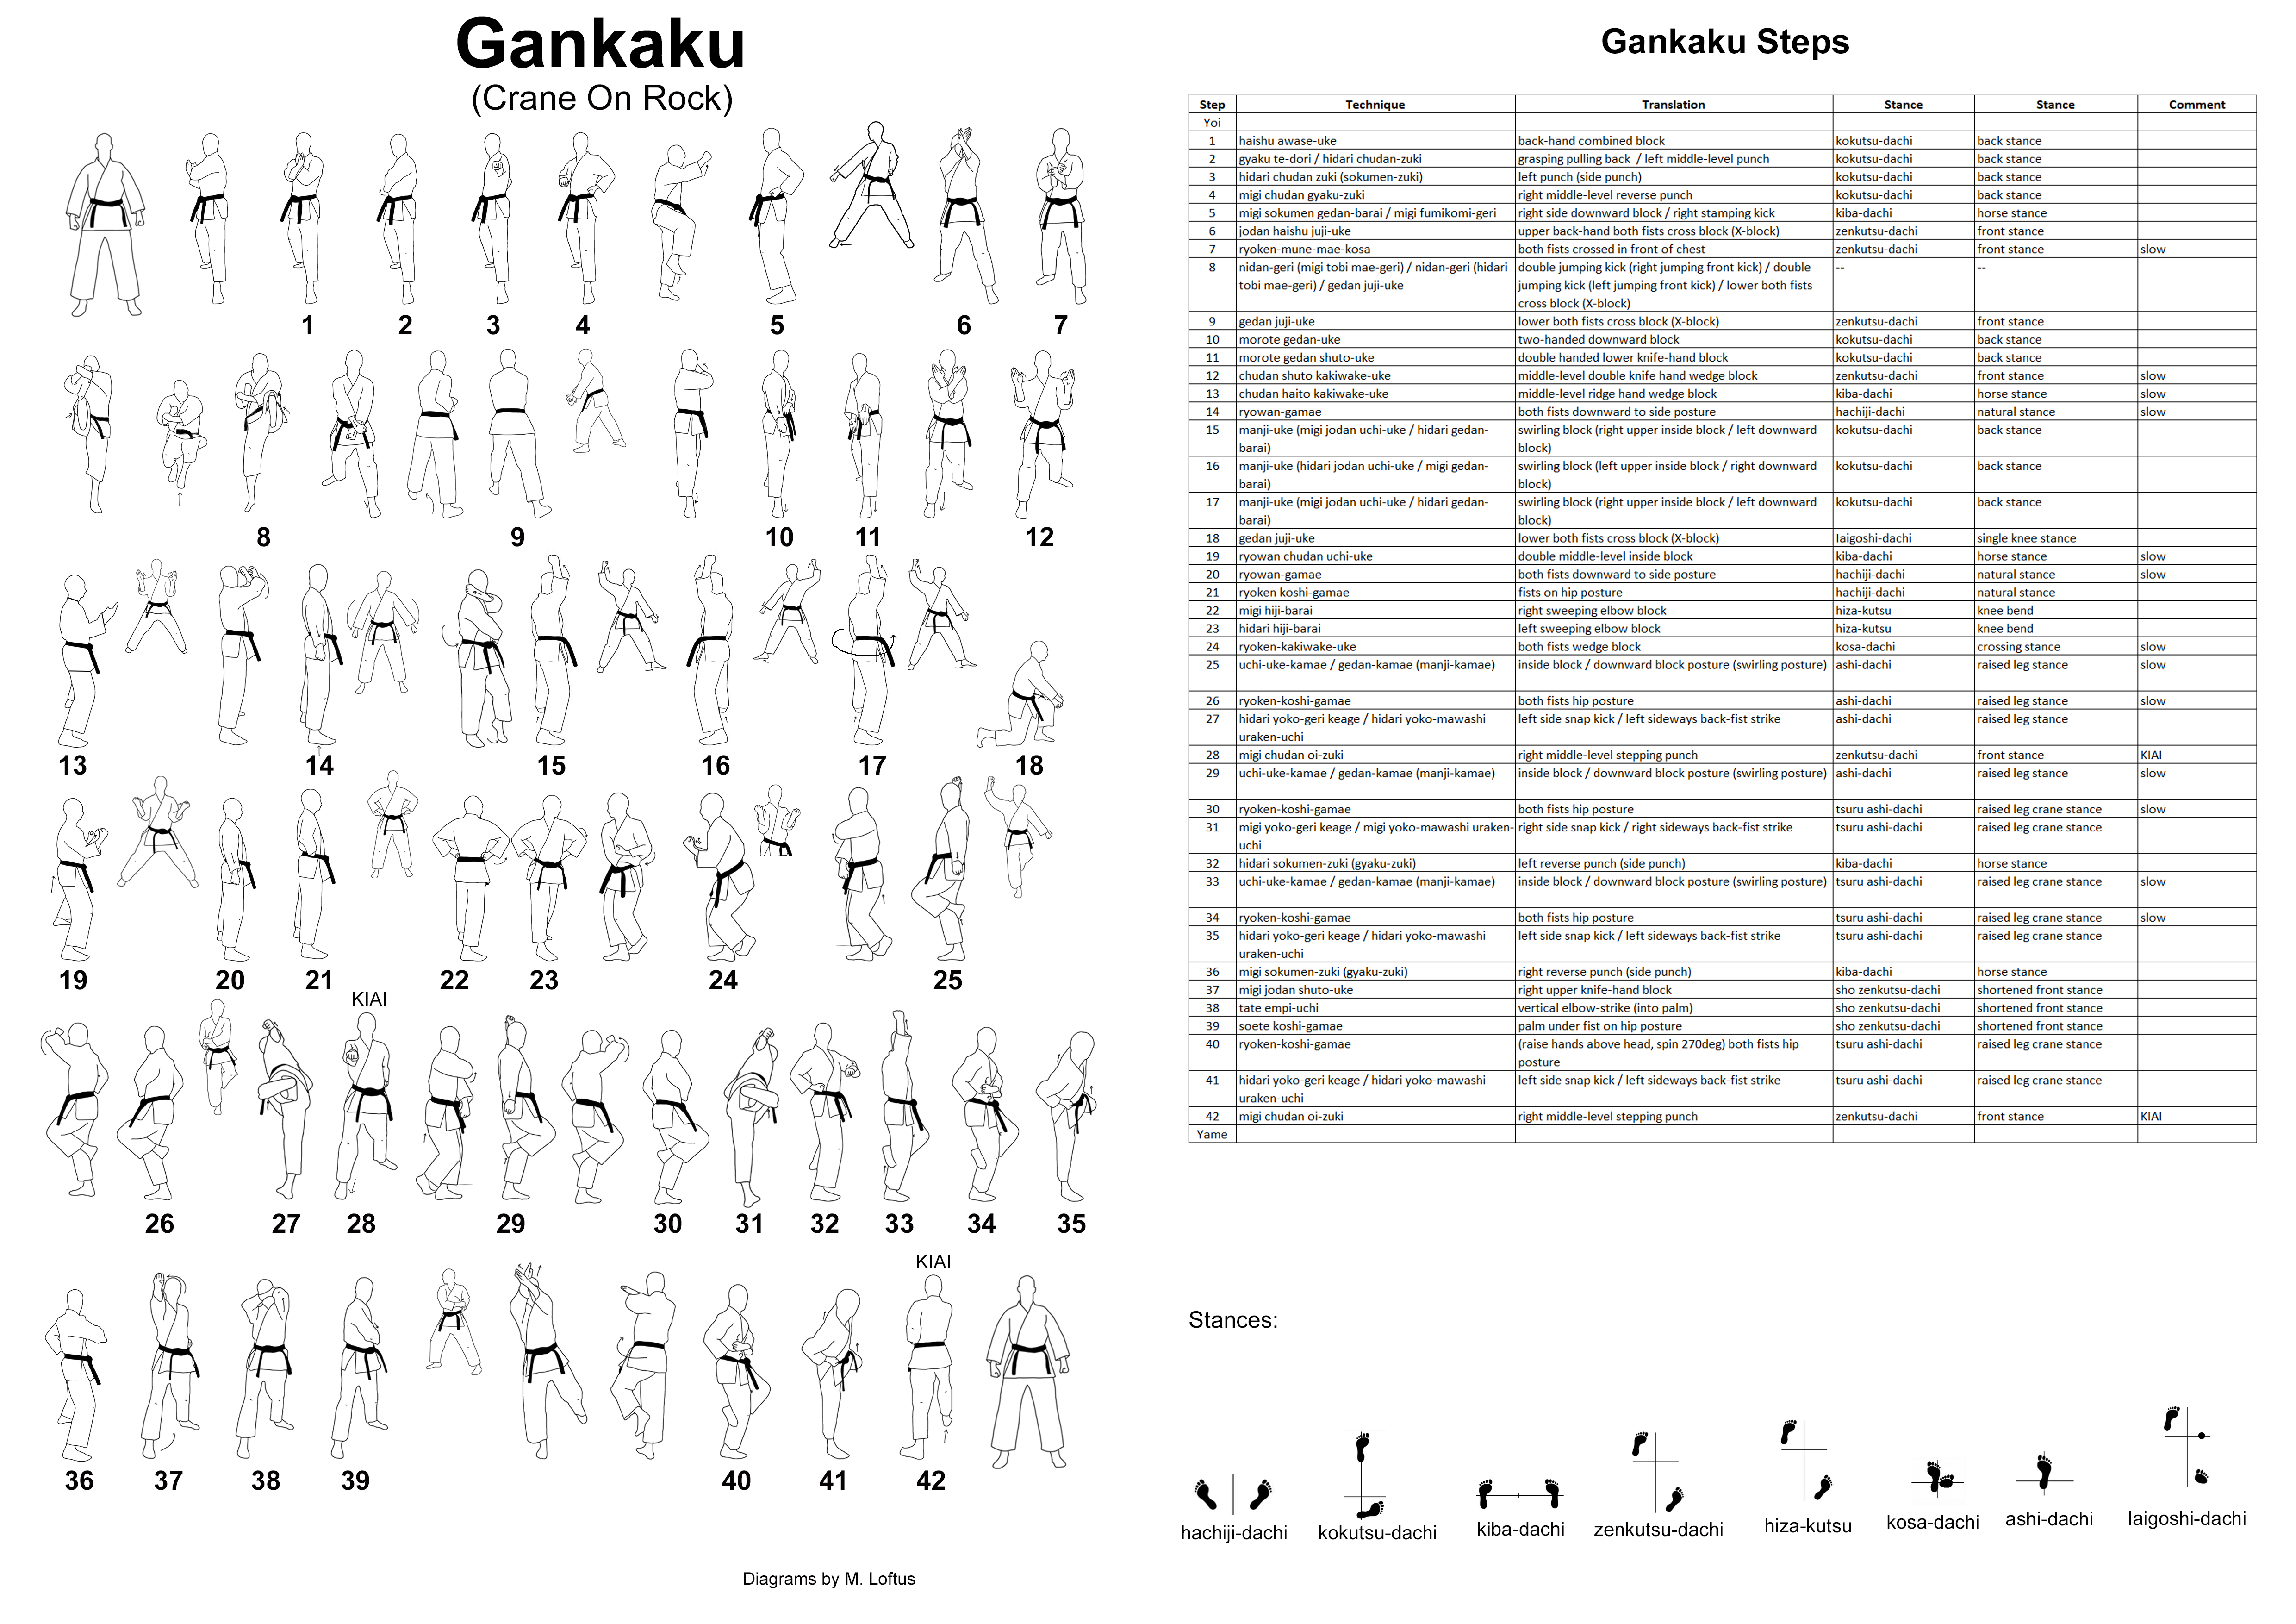 Gankaku
(Crane On Rock)
1 2 3 4 5 6 7
8 9 10 11 12
13 14 15 16 17 18
19 20 21 22 23 24 25
KIAI
26 27 28 29 30 31 32 33 34 35
KIAI
36 37 38 39 40 41 42
Diagrams by M. Loftus
Gankaku Steps
Step Technique Translation Stance Stance Comment
Yoi
1 haishu awase-uke back-hand combined block kokutsu-dachi back stance
2 gyaku te-dori / hidari chudan-zuki grasping pulling back / left middle-level punch kokutsu-dachi back stance
3 hidari chudan zuki (sokumen-zuki) left punch (side punch) kokutsu-dachi back stance
4 migi chudan gyaku-zuki right middle-level reverse punch kokutsu-dachi back stance
5 migi sokumen gedan-barai / migi fumikomi-geri right side downward block / right stamping kick kiba-dachi horse stance
6 jodan haishu juji-uke upper back-hand both fists cross block (X-block) zenkutsu-dachi front stance
7 ryoken-mune-mae-kosa both fists crossed in front of chest zenkutsu-dachi front stance slow
8 nidan-geri (migi tobi mae-geri) / nidan-geri (hidari double jumping kick (right jumping front kick) / double -- --
tobi mae-geri) / gedan juji-uke jumping kick (left jumping front kick) / lower both fists
cross block (X-block)
9 gedan juji-uke lower both fists cross block (X-block) zenkutsu-dachi front stance
10 morote gedan-uke two-handed downward block kokutsu-dachi back stance
11 morote gedan shuto-uke double handed lower knife-hand block kokutsu-dachi back stance
12 chudan shuto kakiwake-uke middle-level double knife hand wedge block zenkutsu-dachi front stance slow
13 chudan haito kakiwake-uke middle-level ridge hand wedge block kiba-dachi horse stance slow
14 ryowan-gamae both fists downward to side posture hachiji-dachi natural stance slow
15 manji-uke (migi jodan uchi-uke / hidari gedan- swirling block (right upper inside block / left downward kokutsu-dachi back stance
barai) block)
16 manji-uke (hidari jodan uchi-uke / migi gedan- swirling block (left upper inside block / right downward kokutsu-dachi back stance
barai) block)
17 manji-uke (migi jodan uchi-uke / hidari gedan- swirling block (right upper inside block / left downward kokutsu-dachi back stance
barai) block)
18 gedan juji-uke lower both fists cross block (X-block) Iaigoshi-dachi single knee stance
19 ryowan chudan uchi-uke double middle-level inside block kiba-dachi horse stance slow
20 ryowan-gamae both fists downward to side posture hachiji-dachi natural stance slow
21 ryoken koshi-gamae fists on hip posture hachiji-dachi natural stance
22 migi hiji-barai right sweeping elbow block hiza-kutsu knee bend
23 hidari hiji-barai left sweeping elbow block hiza-kutsu knee bend
24 ryoken-kakiwake-uke both fists wedge block kosa-dachi crossing stance slow
25 uchi-uke-kamae / gedan-kamae (manji-kamae) inside block / downward block posture (swirling posture) ashi-dachi raised leg stance slow
26 ryoken-koshi-gamae both fists hip posture ashi-dachi raised leg stance slow
27 hidari yoko-geri keage / hidari yoko-mawashi left side snap kick / left sideways back-fist strike ashi-dachi raised leg stance
uraken-uchi
28 migi chudan oi-zuki right middle-level stepping punch zenkutsu-dachi front stance KIAI
29 uchi-uke-kamae / gedan-kamae (manji-kamae) inside block / downward block posture (swirling posture) ashi-dachi raised leg stance slow
30 ryoken-koshi-gamae both fists hip posture tsuru ashi-dachi raised leg crane stance slow
31 migi yoko-geri keage / migi yoko-mawashi uraken- right side snap kick / right sideways back-fist strike tsuru ashi-dachi raised leg crane stance
uchi
32 hidari sokumen-zuki (gyaku-zuki) left reverse punch (side punch) kiba-dachi horse stance
33 uchi-uke-kamae / gedan-kamae (manji-kamae) inside block / downward block posture (swirling posture) tsuru ashi-dachi raised leg crane stance slow
34 ryoken-koshi-gamae both fists hip posture tsuru ashi-dachi raised leg crane stance slow
35 hidari yoko-geri keage / hidari yoko-mawashi left side snap kick / left sideways back-fist strike tsuru ashi-dachi raised leg crane stance
uraken-uchi
36 migi sokumen-zuki (gyaku-zuki) right reverse punch (side punch) kiba-dachi horse stance
37 migi jodan shuto-uke right upper knife-hand block sho zenkutsu-dachi shortened front stance
38 tate empi-uchi vertical elbow-strike (into palm) sho zenkutsu-dachi shortened front stance
39 soete koshi-gamae palm under fist on hip posture sho zenkutsu-dachi shortened front stance
40 ryoken-koshi-gamae (raise hands above head, spin 270deg) both fists hip tsuru ashi-dachi raised leg crane stance
posture
41 hidari yoko-geri keage / hidari yoko-mawashi left side snap kick / left sideways back-fist strike tsuru ashi-dachi raised leg crane stance
uraken-uchi
42 migi chudan oi-zuki right middle-level stepping punch zenkutsu-dachi front stance KIAI
Yame
Stances:
hachiji-dachi kokutsu-dachi kiba-dachi zenkutsu-dachi hiza-kutsu kosa-dachi ashi-dachi Iaigoshi-dachi